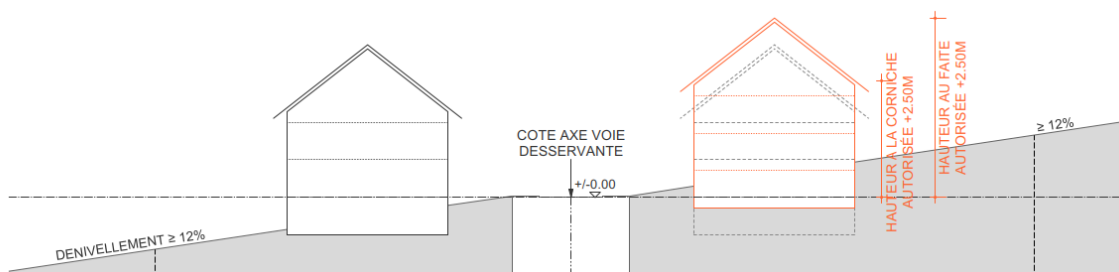 COTE AXE VOIE
DESSERVANTE
+/-0.00
DENIVELLEMENT ≥ 12%
HAUTEUR A LA CORNICHE
AUTORISÉE +2.50M
HAUTEUR AU FAITE
AUTORISÉE +2.50M
≥ 12%